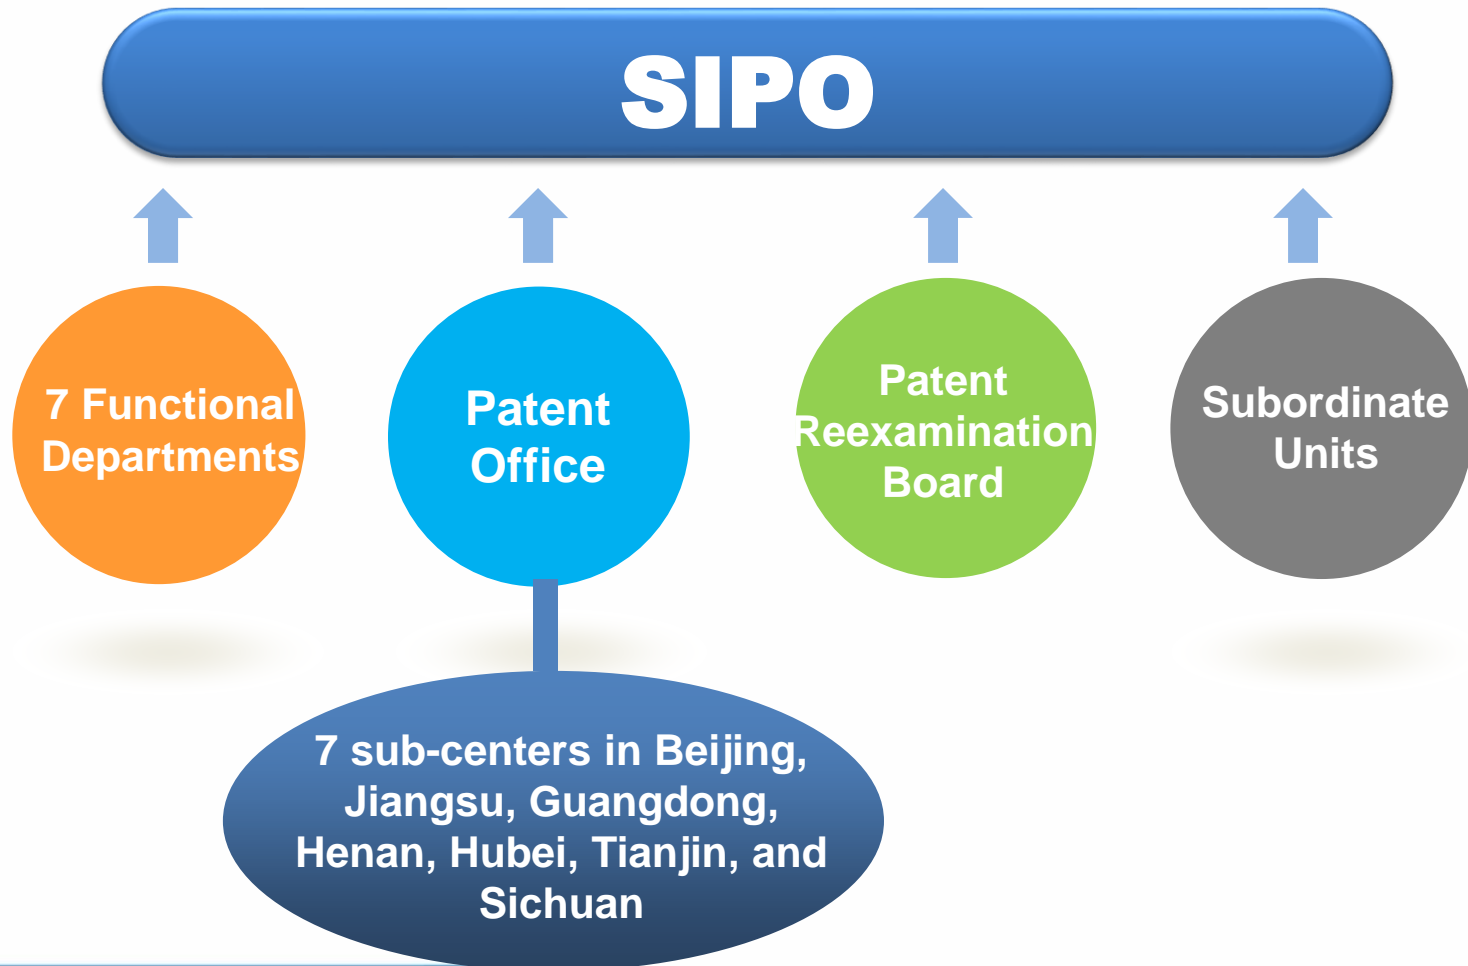 SIPO
7 Functional
Departments
Patent
Office
Patent
Reexamination
Board
Subordinate
Units
7 sub-centers in Beijing,
Jiangsu, Guangdong,
Henan, Hubei, Tianjin, and
Sichuan